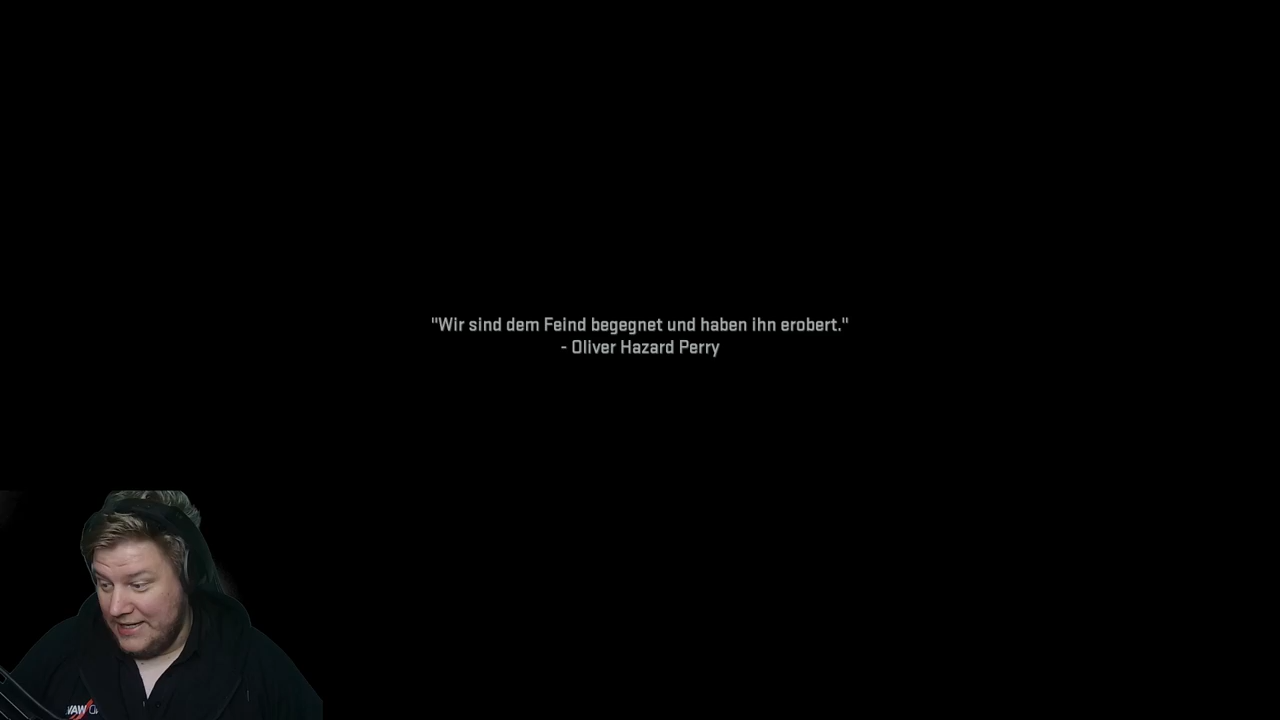 "Wir sind dem Feind begegnet und haben ihn erobert."
- Oliver Hazard Perry